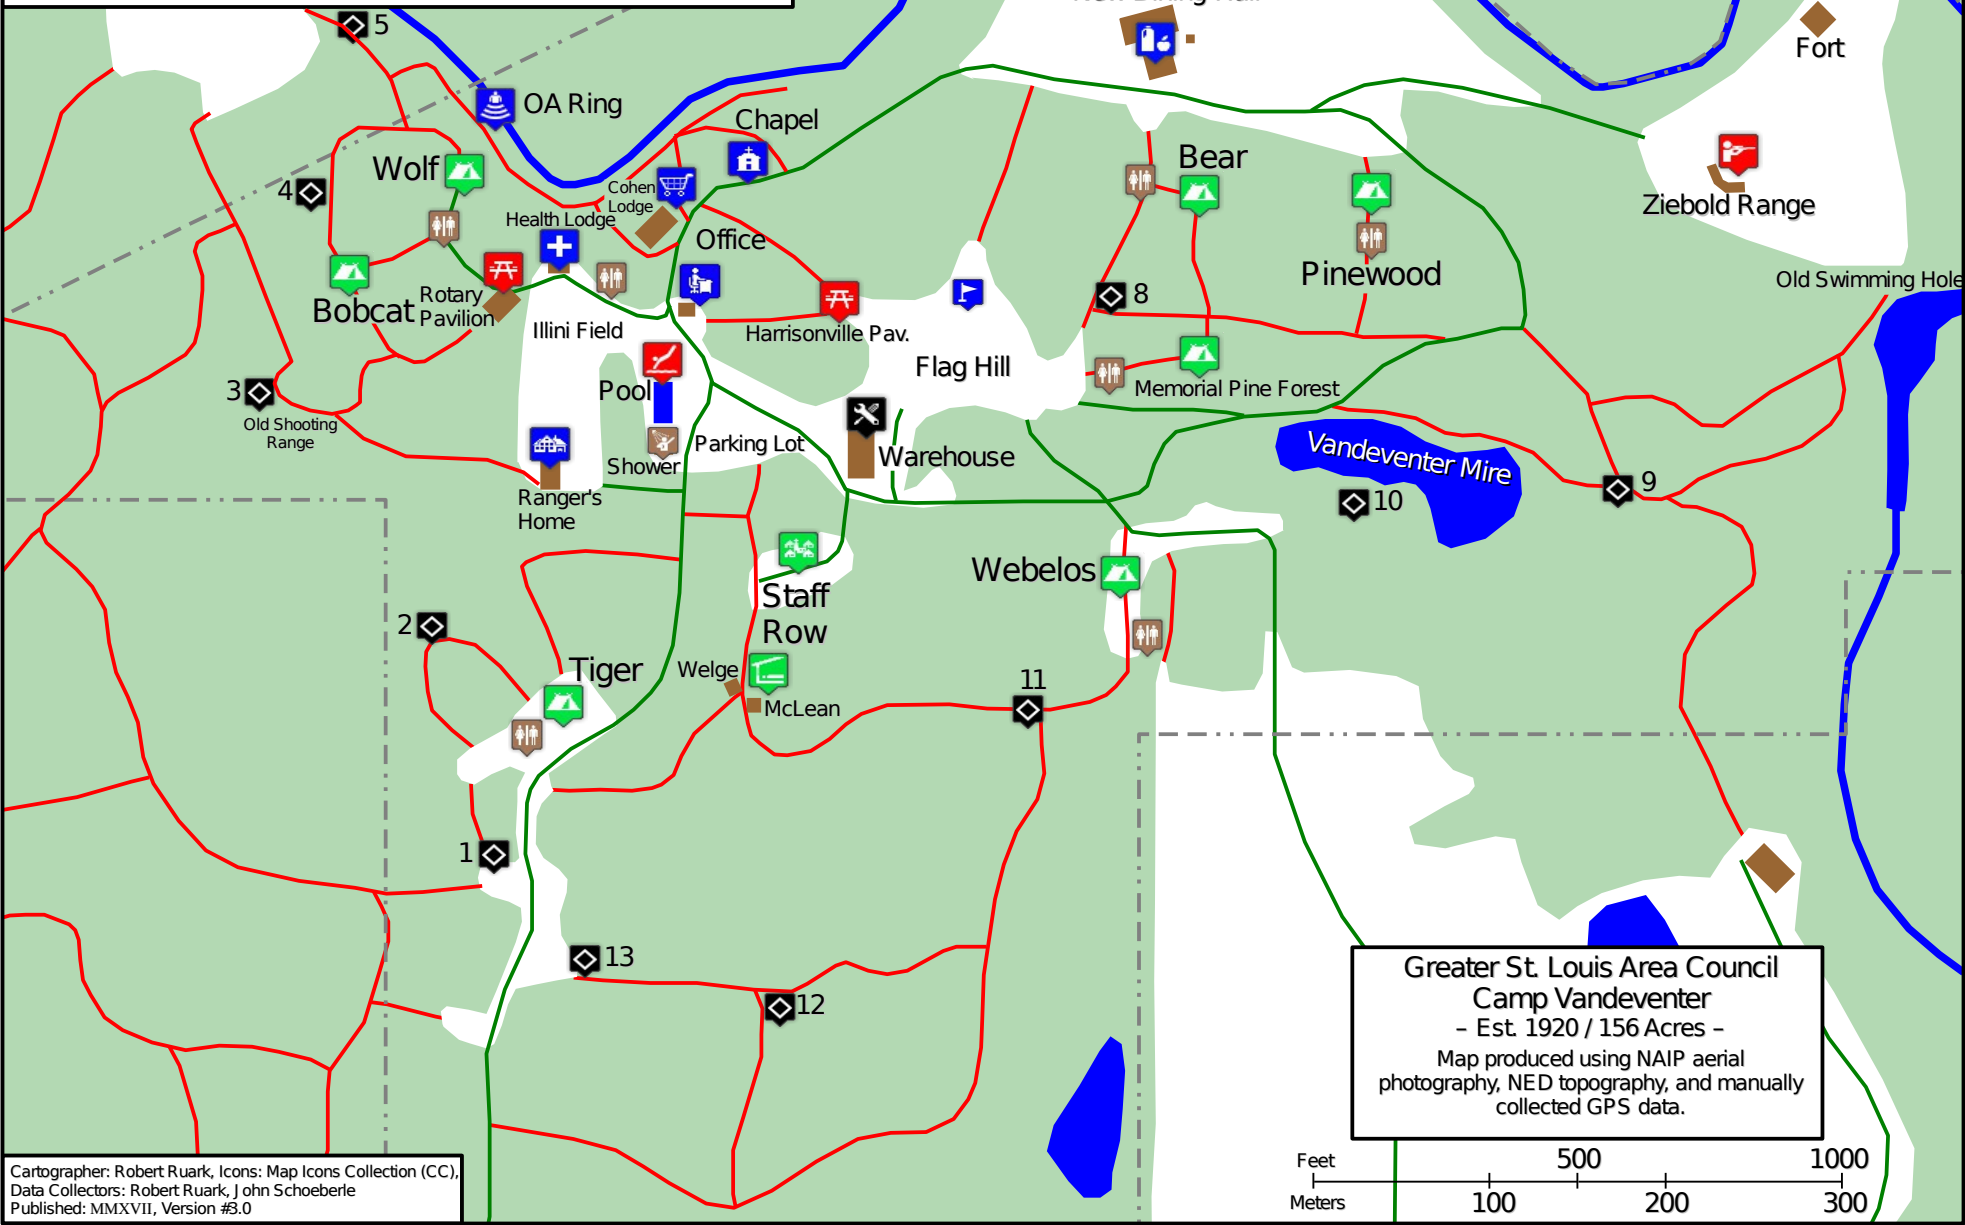 5
Fort
OA Ring
Chapel
Wolf
Bear
4
Cohen
Lodge
Health Lodge
Ziebold Range
Office
Pinewood
Old Swimming Hole
Rotary
Pavilion
Bobcat
8
Illini Field
Harrisonville Pav.
Flag Hill
3
Pool
Memorial Pine Forest
Old Shooting
Range
Parking Lot
Warehouse
Vandeventer Mire
Shower
9
10
Ranger's
Home
Webelos
Staff
Row
2
Tiger
Welge
11
McLean
1
13
12
Greater St. Louis Area Council
Camp Vandeventer
– Est. 1920 / 156 Acres –
Map produced using NAIP aerial
photography, NED topography, and manually
collected GPS data.
Feet 500 1000
Meters 100 200 300
Cartographer: Robert Ruark, Icons: Map Icons Collection (CC),
Data Collectors: Robert Ruark, John Schoeberle
Published: MMXVII, Version #3.0